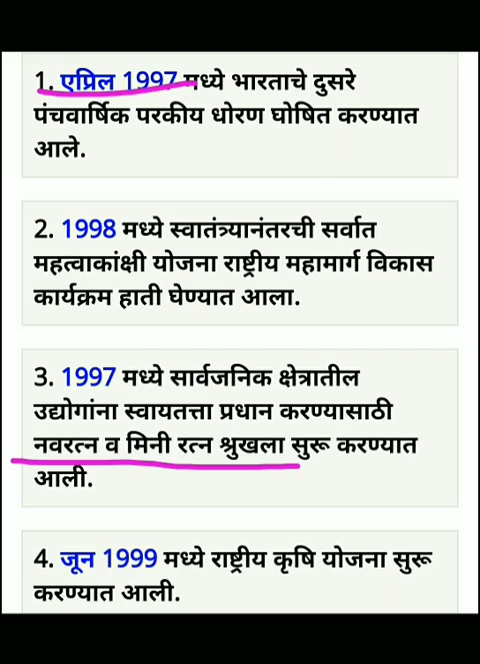 1. एप्रिल 1997 मध्ये भारताचे दुसरे
पंचवार्षिक परकीय धोरण घोषित करण्यात
आले.
2. 1998 मध्ये स्वातंत्र्यानंतरची सर्वात
महत्वाकांक्षी योजना राष्ट्रीय महामार्ग विकास
कार्यक्रम हाती घेण्यात आला.
3. 1997 मध्ये सार्वजनिक क्षेत्रातील
उद्योगांना स्वायतत्ता प्रधान करण्यासाठी
नवरत्न व मिनी रत्न श्रुखला सुरू करण्यात
आली.
4. जून 1999 मध्ये राष्ट्रीय कृषि योजना सुरू
करण्यात आली.